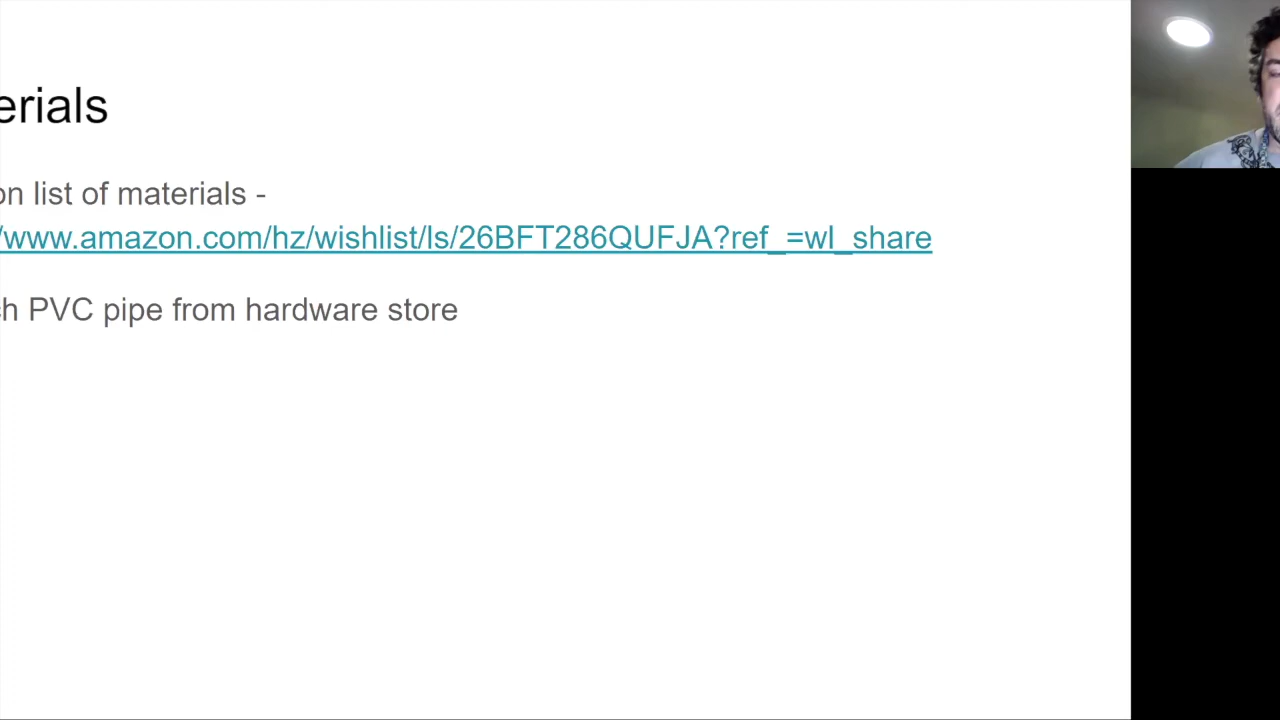 erials
on list of materials -
/www.amazon.com/hz/wishlist/ls/26BFT286QUFJA?ref_=wl_share
ch PVC pipe from hardware store